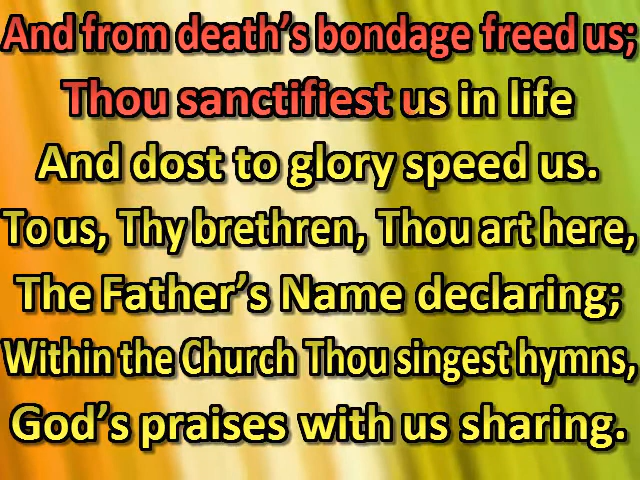 And from death’s bondage freed us;
Thou sanctifiest us in life
And dost to glory speed us.
To us, Thy brethren, Thou art here,
The Father’s Name declaring;
Within the Church Thou singest hymns,
God’s praises with us sharing.